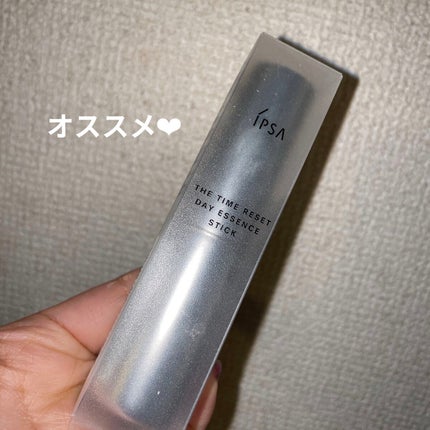 オススメ❤
IPSA
THE TIME RESET
DAY ESSENCE
STICK